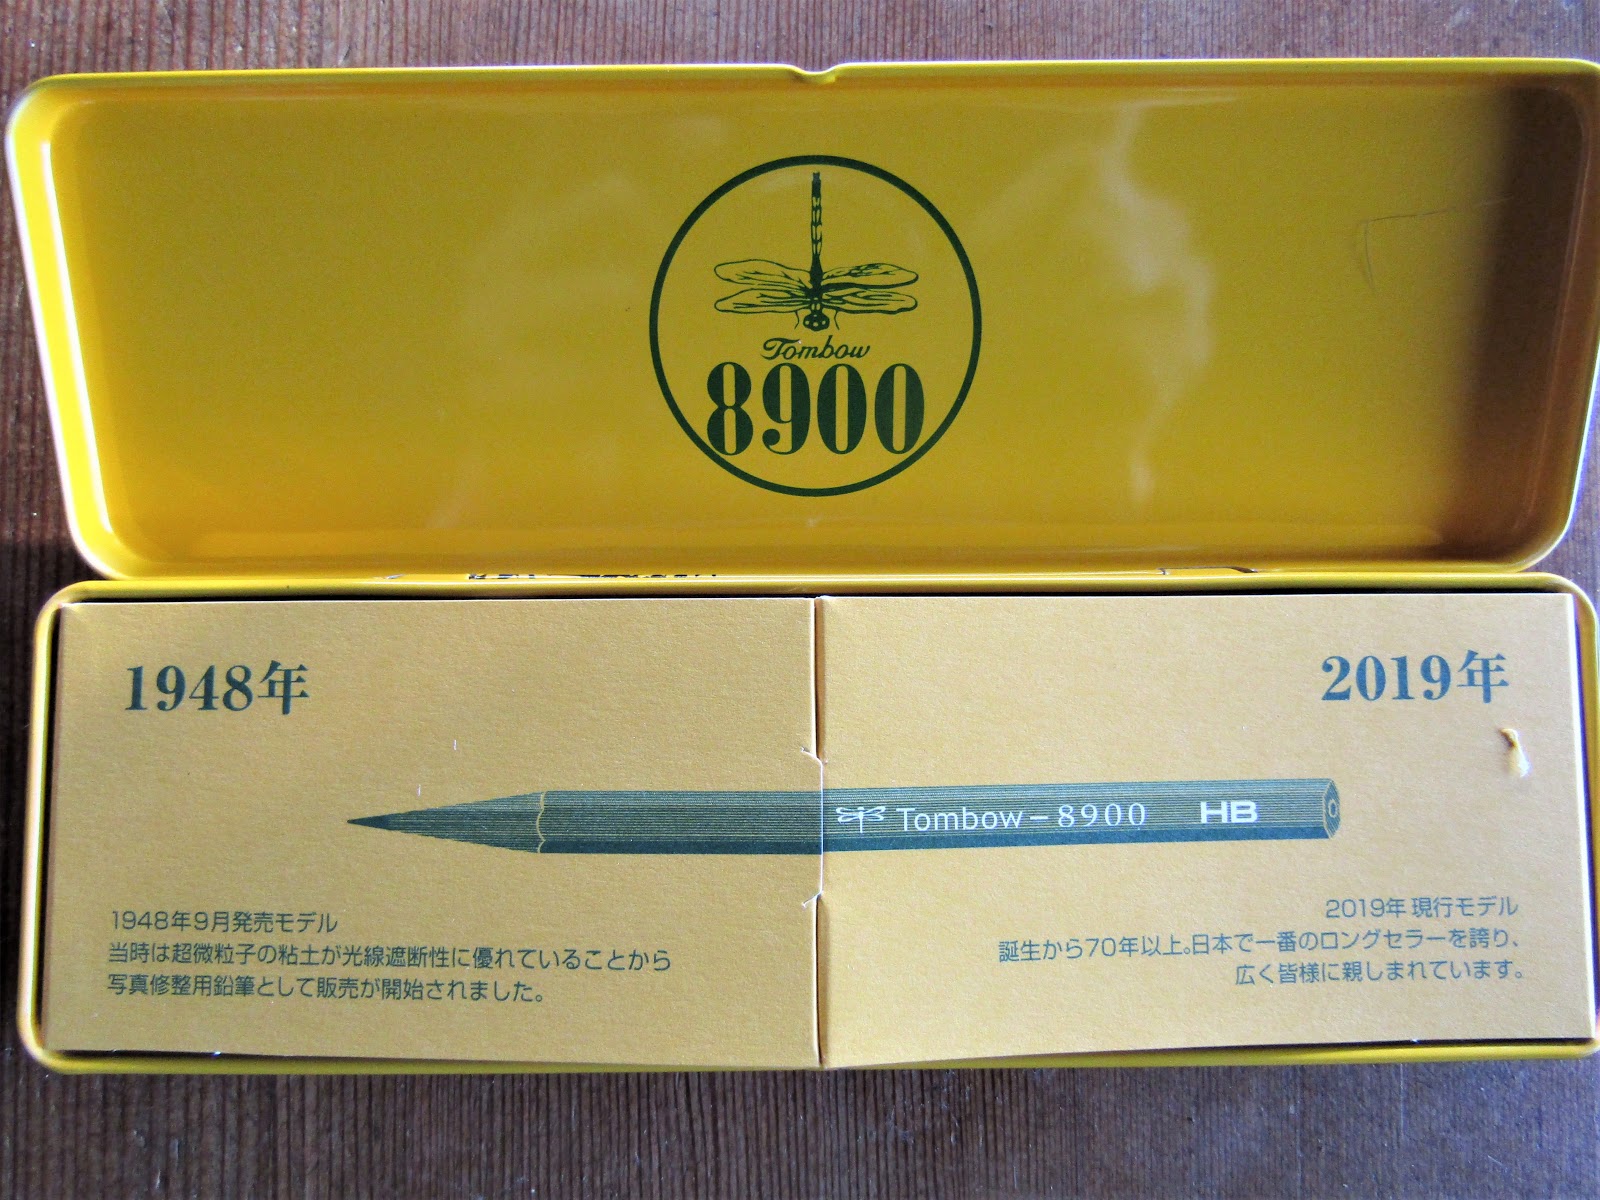 Tombow
8900
1948年
2019年
Tombow-8900 HB
1948年9月発売モデル
当時は超微粒子の粘土が光線遮断性に優れていることから
写真修整用鉛筆として販売が開始されました。
2019年 現行モデル
誕生から70年以上。日本で一番のロングセラーを誇り、
広く皆様に親しまれています。